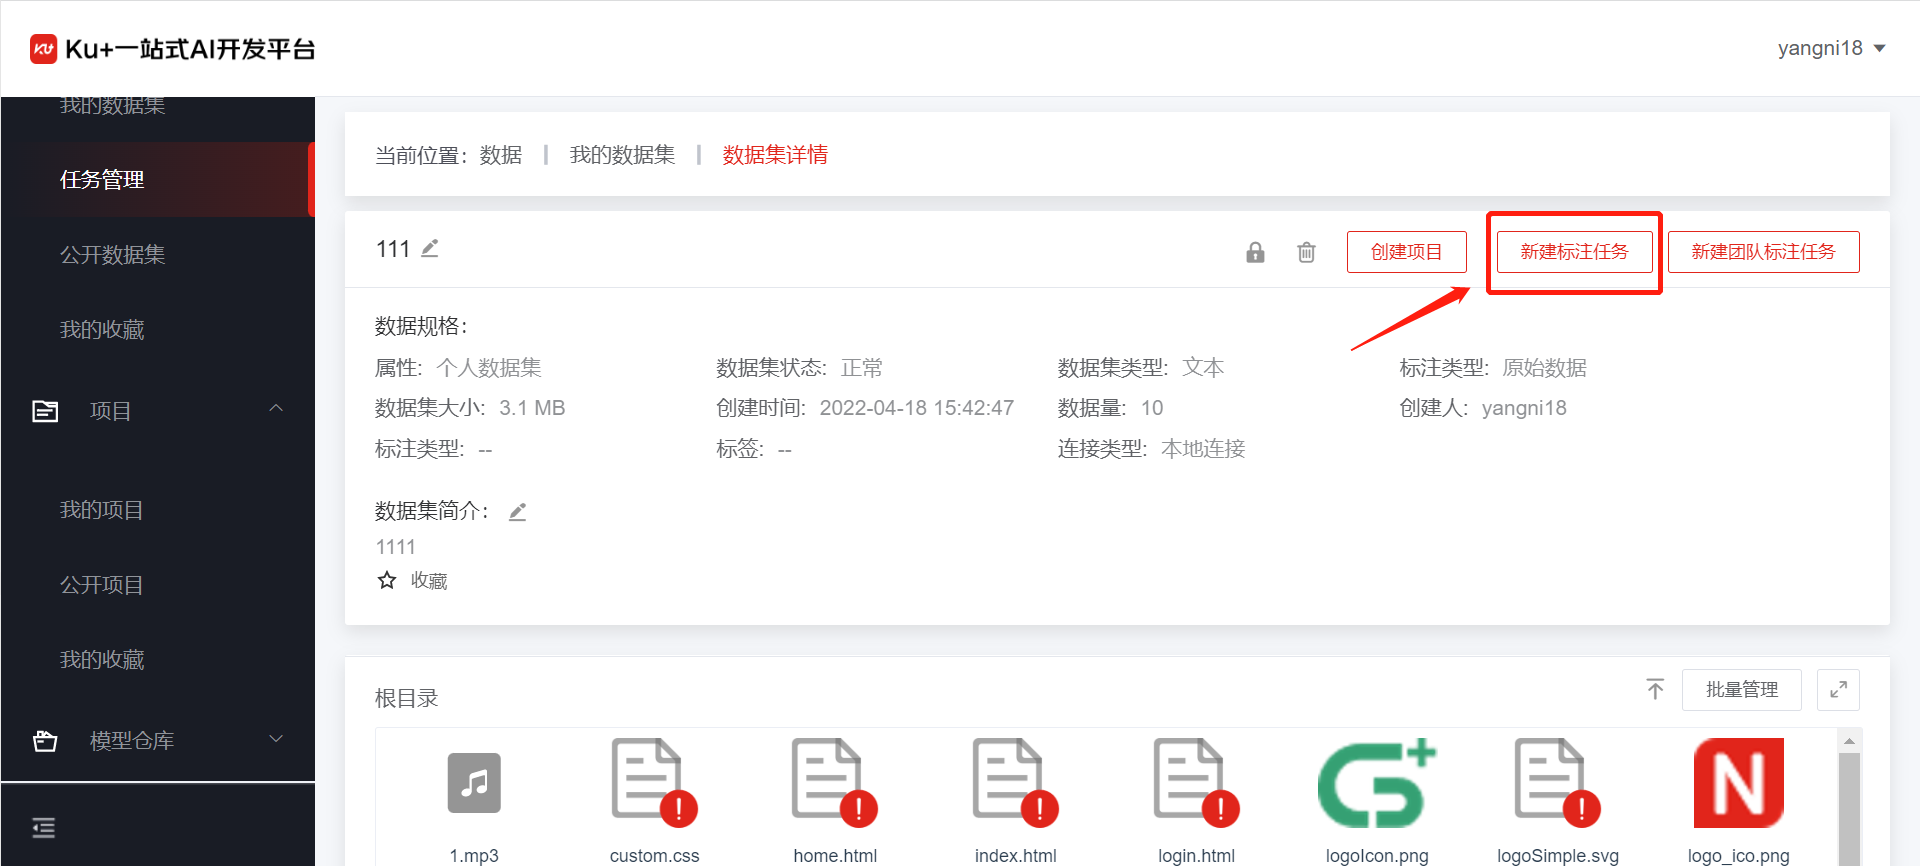 Ku+一站式AI开发平台
yangni18
我的数据集
任务管理
公开数据集
我的收藏
项目
我的项目
公开项目
我的收藏
模型仓库
当前位置：数据 | 我的数据集 | 数据集详情
111
创建项目
新建标注任务
新建团队标注任务
数据规格：
属性: 个人数据集
数据集状态: 正常
数据集类型: 文本
标注类型: 原始数据
数据集大小: 3.1 MB
创建时间: 2022-04-18 15:42:47
数据量: 10
创建人: yangni18
标注类型: --
标签: --
连接类型: 本地连接
数据集简介：
1111
收藏
根目录
批量管理
1.mp3
custom.css
home.html
index.html
login.html
logoIcon.png
logoSimple.svg
logo_ico.png